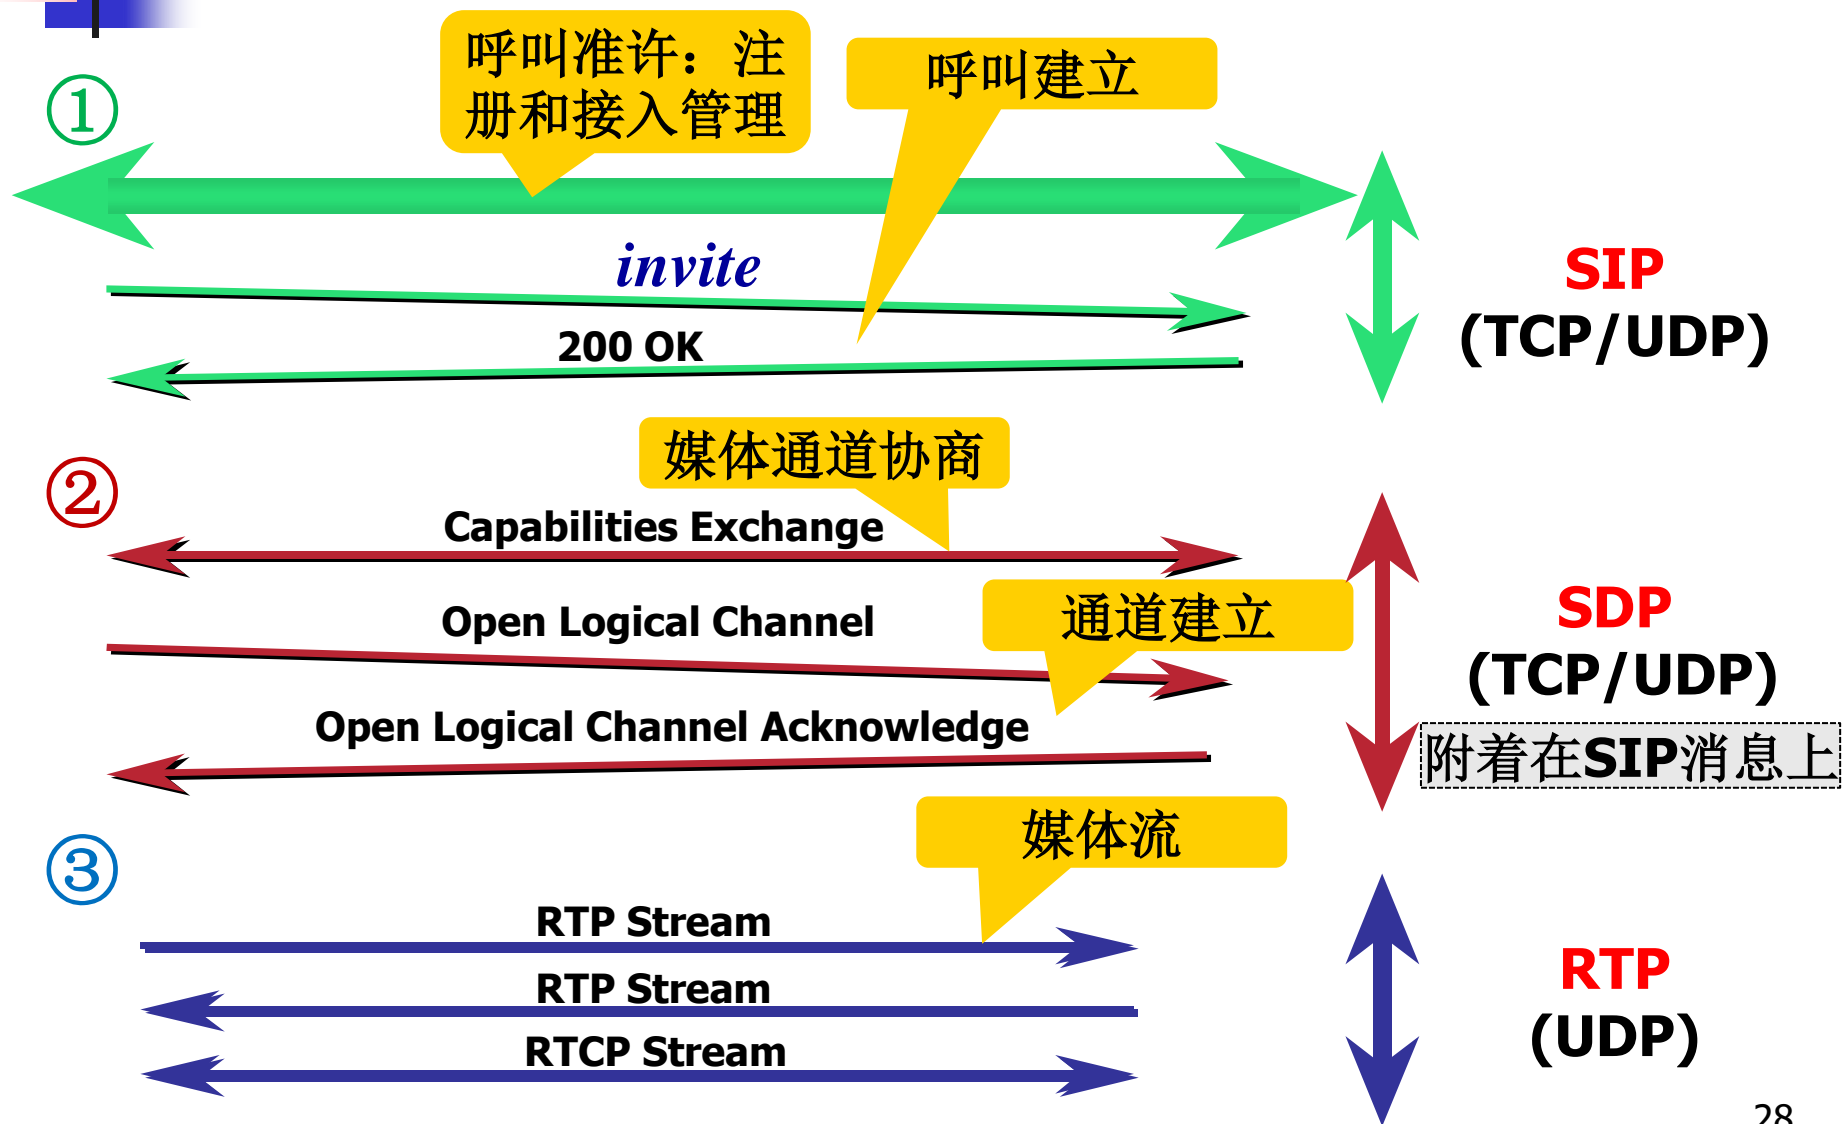 ①
呼叫准许：注
册和接入管理
呼叫建立
invite
200 OK
SIP
(TCP/UDP)
②
媒体通道协商
Capabilities Exchange
Open Logical Channel
通道建立
Open Logical Channel Acknowledge
SDP
(TCP/UDP)
附着在SIP消息上
③
媒体流
RTP Stream
RTP Stream
RTCP Stream
RTP
(UDP)
28